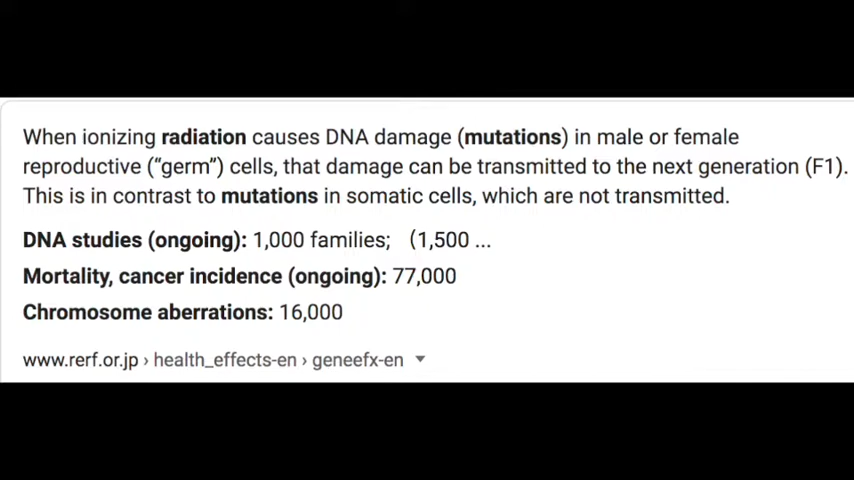 When ionizing radiation causes DNA damage (mutations) in male or female
reproductive (“germ”) cells, that damage can be transmitted to the next generation (F1).
This is in contrast to mutations in somatic cells, which are not transmitted.
DNA studies (ongoing): 1,000 families; (1,500 ...
Mortality, cancer incidence (ongoing): 77,000
Chromosome aberrations: 16,000
www.rerf.or.jp › health_effects-en › geneefx-en